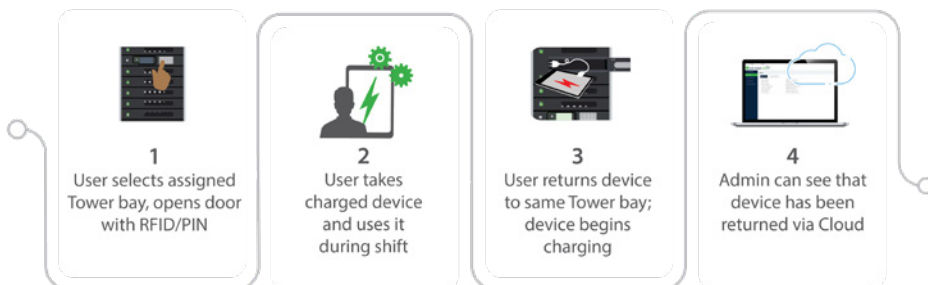 1
User selects assigned
Tower bay, opens door
with RFID/PIN
2
User takes
charged device
and uses it
during shift
3
User returns device
to same Tower bay;
device begins
charging
4
Admin can see that
device has been
returned via Cloud